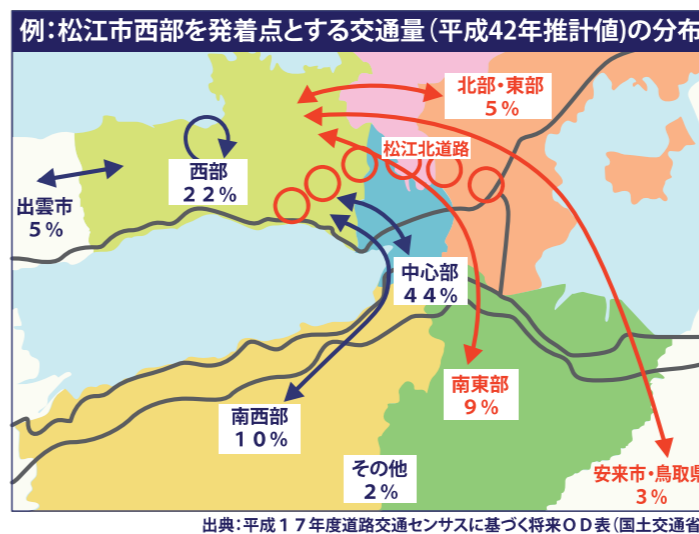 例：松江市西部を発着点とする交通量（平成42年推計値）の分布
北部・東部
5％
松江北道路
西部
22％
出雲市
5％
中心部
44％
南東部
9％
南西部
10％
その他
2％
安来市・鳥取県
3％
出典：平成１７年度道路交通センサスに基づく将来ＯＤ表（国土交通省